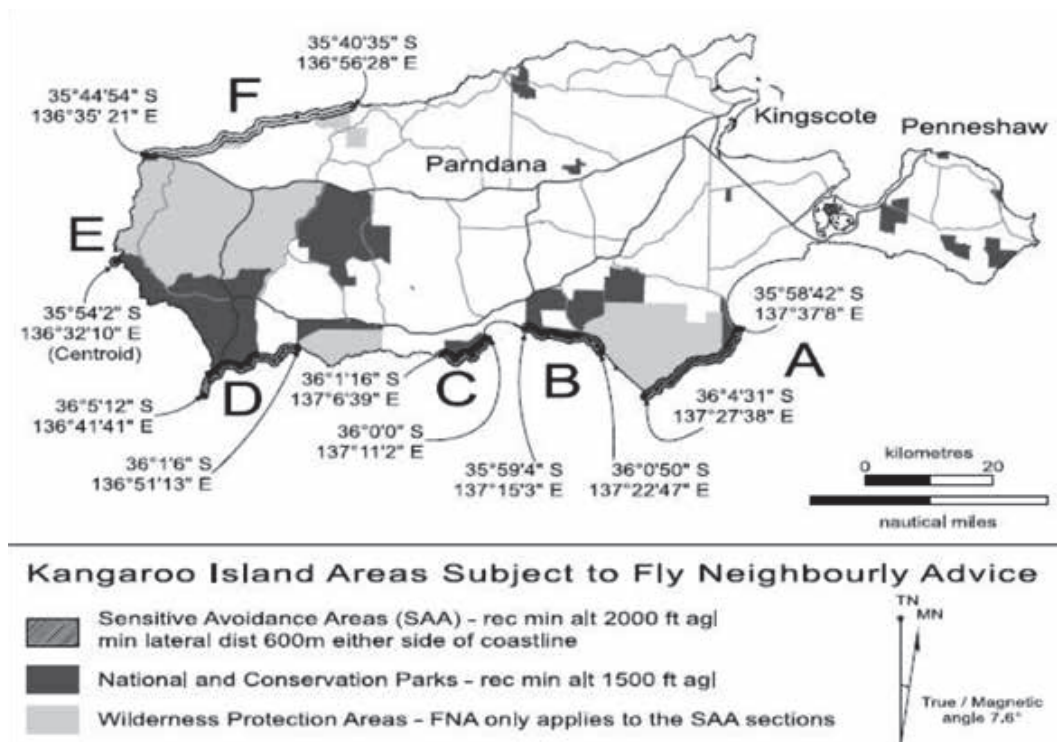 35°40'35" S
136°56'28" E
F
35°44'54" S
136°35' 21" E
Kingscote
Penneshaw
Parndana
E
35°54'2" S
136°32'10" E
(Centroid)
35°58'42" S
137°37'8" E
A
B
C
D
36°1'16" S
137°6'39" E
36°4'31" S
137°27'38" E
36°5'12" S
136°41'41" E
36°0'0" S
137°11'2" E
36°1'6" S
136°51'13" E
35°59'4" S
137°15'3" E
36°0'50" S
137°22'47" E
kilometres
0 20
nautical miles
Kangaroo Island Areas Subject to Fly Neighbourly Advice
Sensitive Avoidance Areas (SAA) - rec min alt 2000 ft agl
min lateral dist 600m either side of coastline
National and Conservation Parks - rec min alt 1500 ft agl
Wilderness Protection Areas - FNA only applies to the SAA sections
TN
MN
True / Magnetic
angle 7.6°